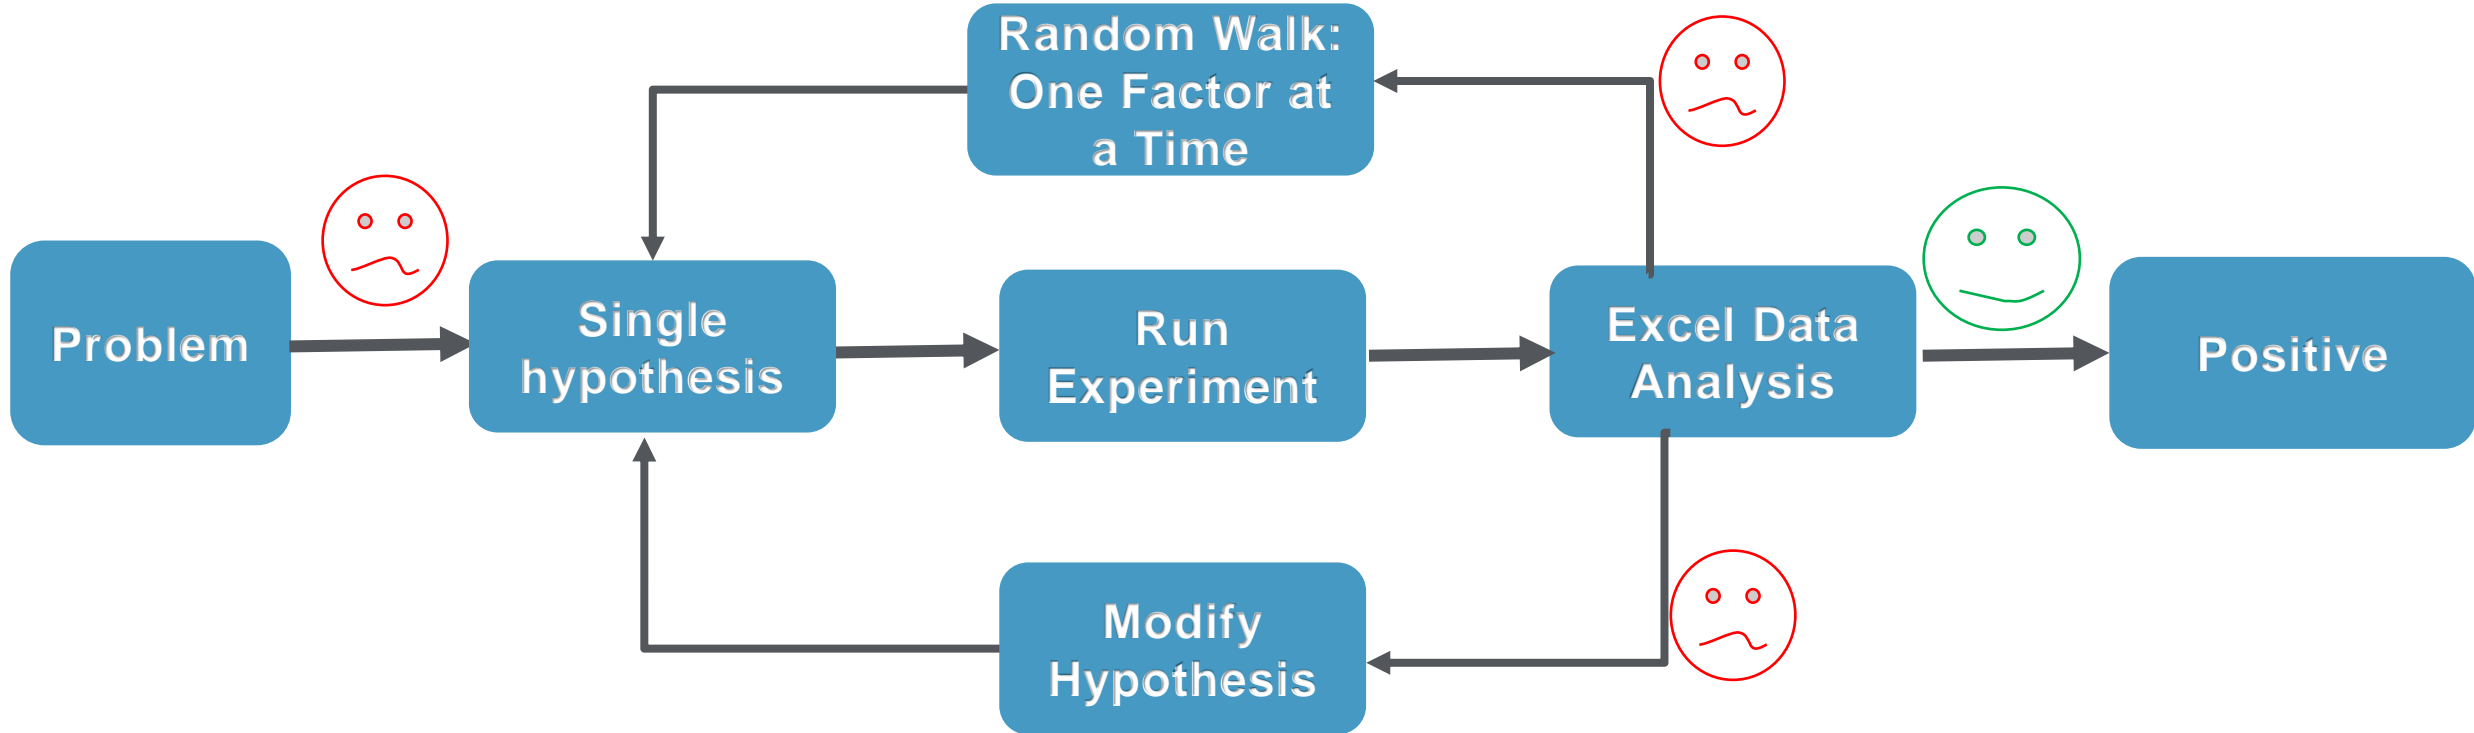 Random Walk:
One Factor at
a Time
Problem
Single
hypothesis
Run
Experiment
Excel Data
Analysis
Positive
Modify
Hypothesis